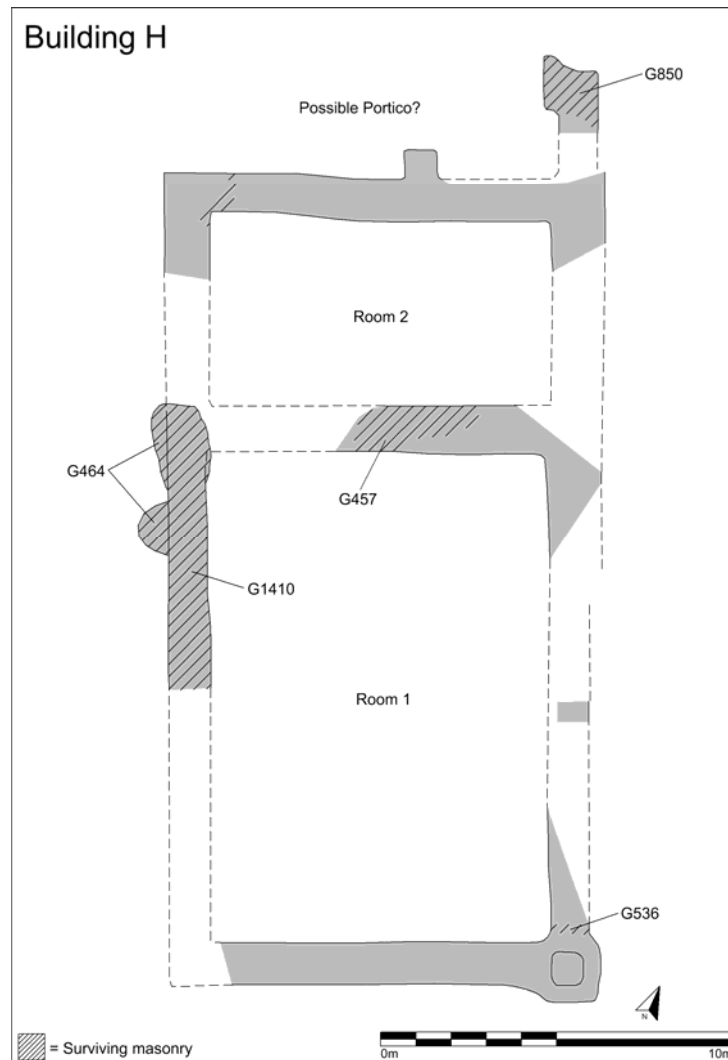 Building H
G850
Possible Portico?
Room 2
G464
G457
G1410
Room 1
G536
N
= Surviving masonry
0m
10m